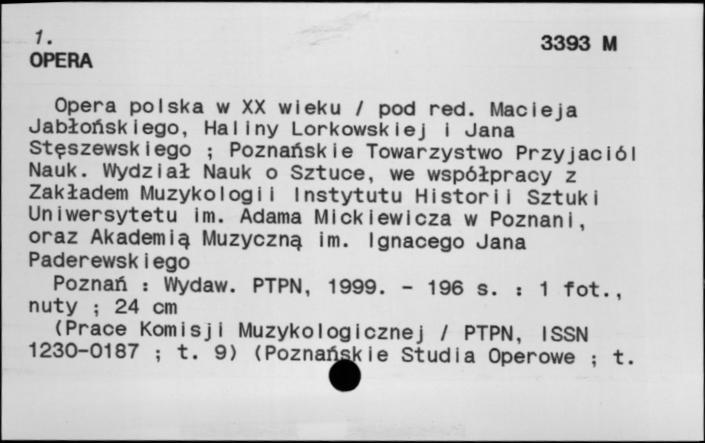 1.
3393 M
OPERA
Opera polska w XX wieku / pod red. Macieja
Jabłońskiego, Haliny Lorkowskiej i Jana
Stęszewskiego ; Poznańskie Towarzystwo Przyjaciół
Nauk. Wydział Nauk o Sztuce, we współpracy z
Zakładem Muzykologii Instytutu Historii Sztuki
Uniwersytetu im. Adama Mickiewicza w Poznani,
oraz Akademią Muzyczną im. Ignacego Jana
Paderewskiego
Poznań : Wydaw. PTPN, 1999. - 196 s. : 1 fot.,
nuty ; 24 cm
(Prace Komisji Muzykologicznej / PTPN, ISSN
1230-0187 ; t. 9) (Poznańskie Studia Operowe ; t.